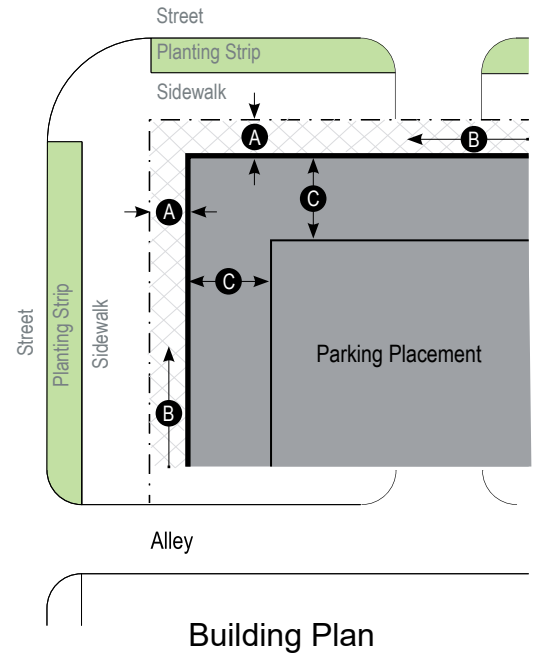 Street
Planting Strip
Sidewalk
A
B
A
C
C
Parking Placement
Street
Planting Strip
Sidewalk
B
Alley
Building Plan